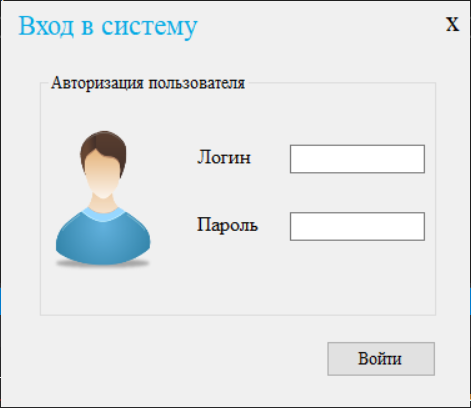 Вход в систему
X
Авторизация пользователя
Логин
Пароль
Войти